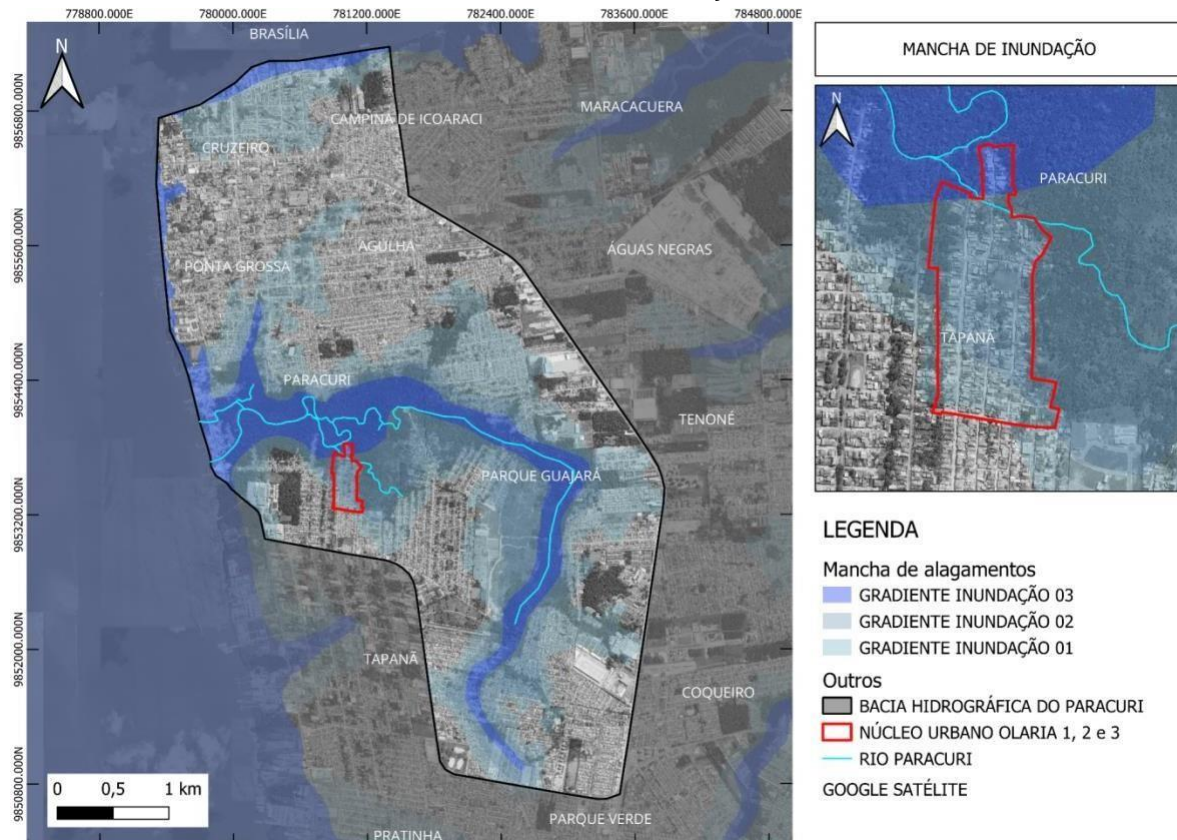 778800.000E
780000.000E
781200.000E
782400.000E
783600.000E
784800.000E
9856800.000N
9855600.000N
9854400.000N
9853200.000N
9852000.000N
9850800.000N
N
BRASÍLIA
MARACACUERA
CAMPINA DE ICOARACI
CRUZEIRO
AGULHA
ÁGUAS NEGRAS
PONTA GROSSA
PARACURI
TENONÉ
PARQUE GUAJARÁ
TAPANÃ
COQUEIRO
PARQUE VERDE
PRATINHA
0 0,5 1 km
MANCHA DE INUNDAÇÃO
N
PARACURI
TAPANÃ
LEGENDA
Mancha de alagamentos
GRADIENTE INUNDAÇÃO 03
GRADIENTE INUNDAÇÃO 02
GRADIENTE INUNDAÇÃO 01
Outros
BACIA HIDROGRÁFICA DO PARACURI
NÚCLEO URBANO OLARIA 1, 2 e 3
RIO PARACURI
GOOGLE SATÉLITE